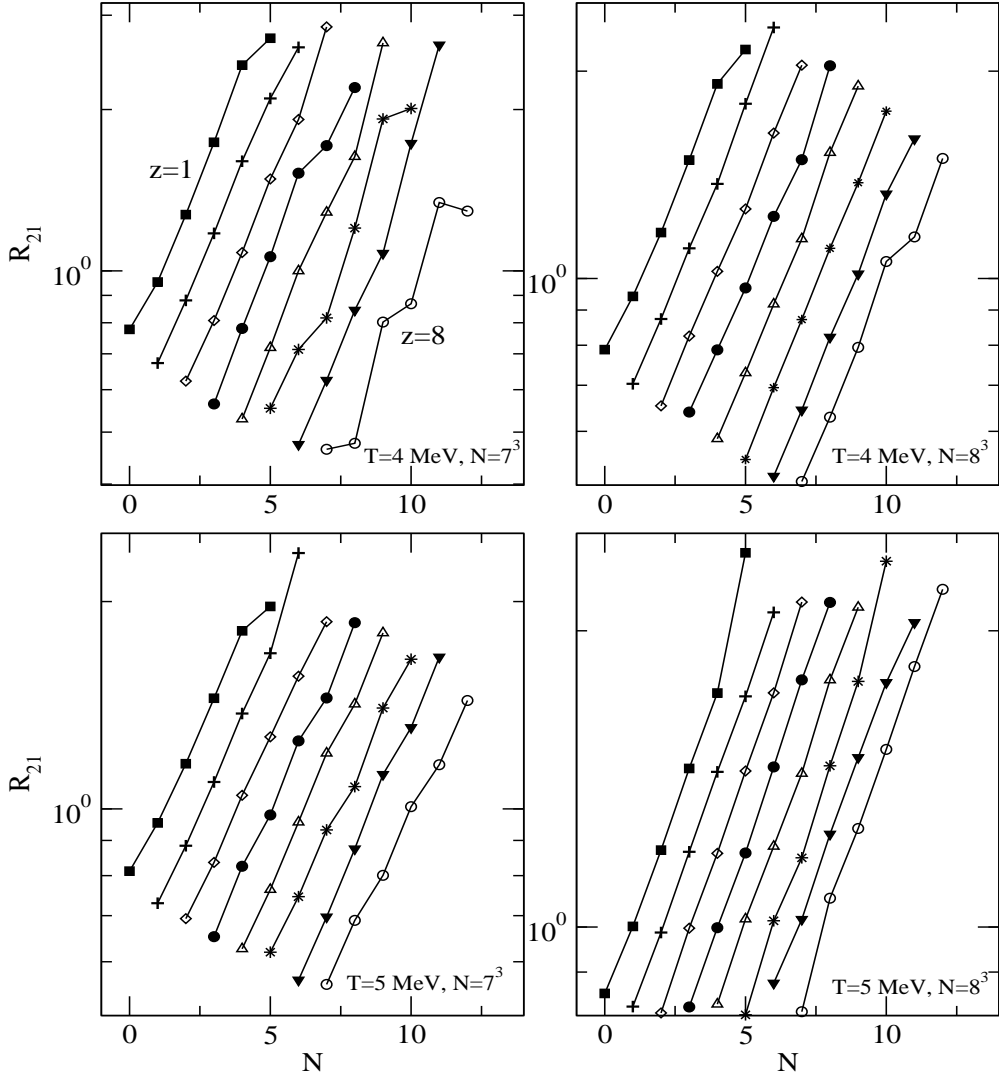 R21
10^0
z=1
z=8
T=4 MeV, N=7^3
0 5 10
T=4 MeV, N=8^3
10^0
0 5 10
R21
10^0
T=5 MeV, N=7^3
0 5 10
N
10^0
T=5 MeV, N=8^3
0 5 10
N